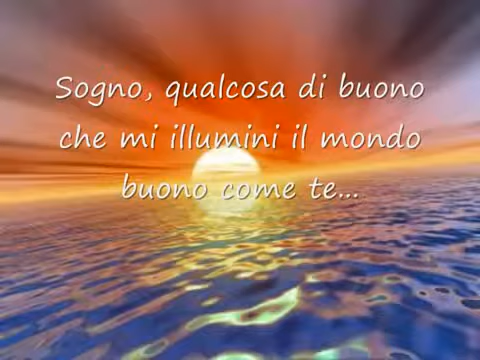 Sogno, qualcosa di buono
che mi illumini il mondo
buono come te...